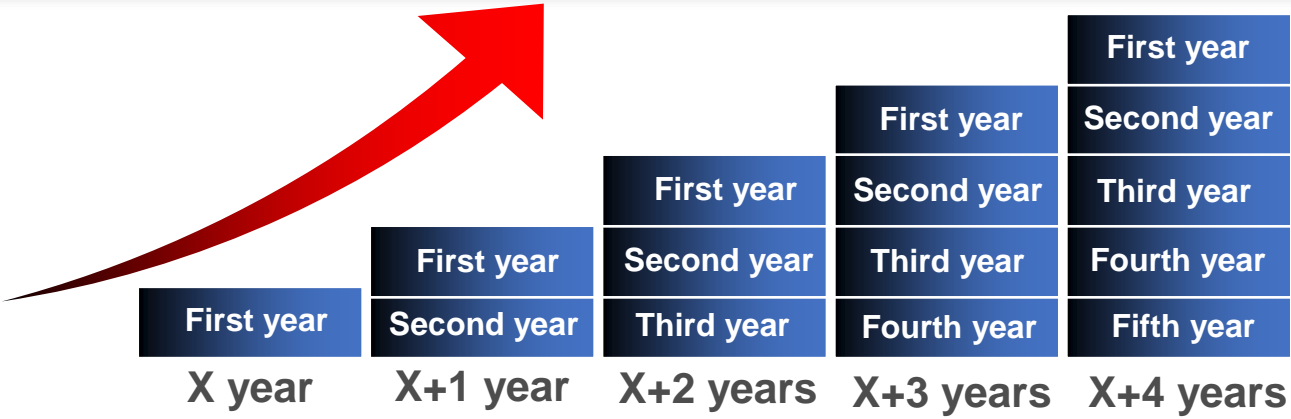 First year
First year
Second year
First year
Second year
Third year
First year
Second year
Third year
Fourth year
First year
Second year
Third year
Fourth year
Fifth year
X year
X+1 year
X+2 years
X+3 years
X+4 years